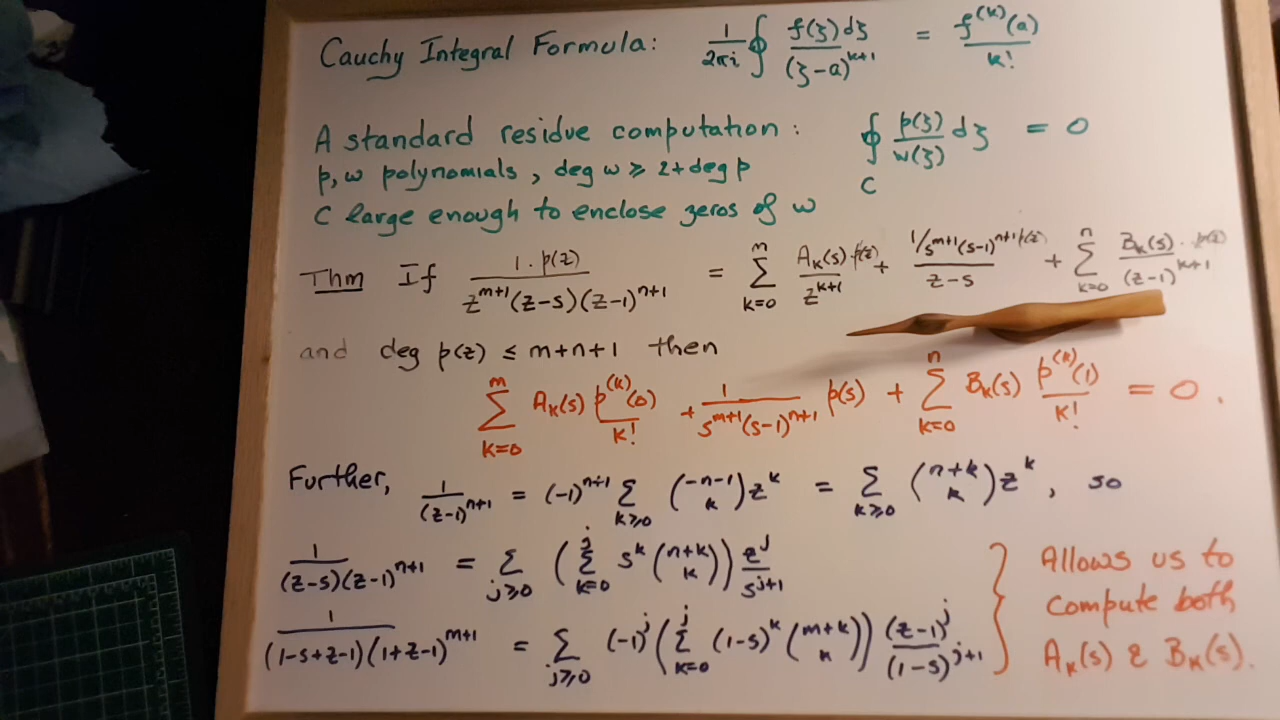 Cauchy Integral Formula: 1/2πi ∮ f(ζ)dζ/(ζ-a)^{k+1} = f^{(k)}(a)/k!
A standard residue computation: ∮_C p(ζ)/w(ζ) dζ = 0
p, w polynomials, deg w ≥ 2+deg p
C large enough to enclose zeros of w
Thm If 1·p(z)/z^{m+1}(z-s)(z-1)^{n+1} = Σ_{k=0}^{m} A_k(s)·p(z)/z^{k+1} + 1/s^{m+1}(s-1)^{n+1} p(z)/z-s + Σ_{k=0}^{n} B_k(s)·p(z)/(z-1)^{k+1}
and deg p(z) ≤ m+n+1 then
Σ_{k=0}^{m} A_k(s) p^{(k)}(0)/k! + 1/s^{m+1}(s-1)^{n+1} p(s) + Σ_{k=0}^{n} B_k(s) p^{(k)}(1)/k! = 0.
Further, 1/(z-1)^{n+1} = (-1)^{n+1} Σ_{k≥0} (-n-1 k) z^k = Σ_{k≥0} (n+k k) z^k, so
1/(z-s)(z-1)^{n+1} = Σ_{j≥0} (Σ_{k=0}^{j} s^k (n+k k)) z^j/s^{j+1}
1/(1-s+z-1)(1+z-1)^{m+1} = Σ_{j≥0} (-1)^j (Σ_{k=0}^{j} (1-s)^k (m+k k)) (z-1)^j/(1-s)^{j+1}
Allows us to
compute both
A_k(s) & B_k(s).